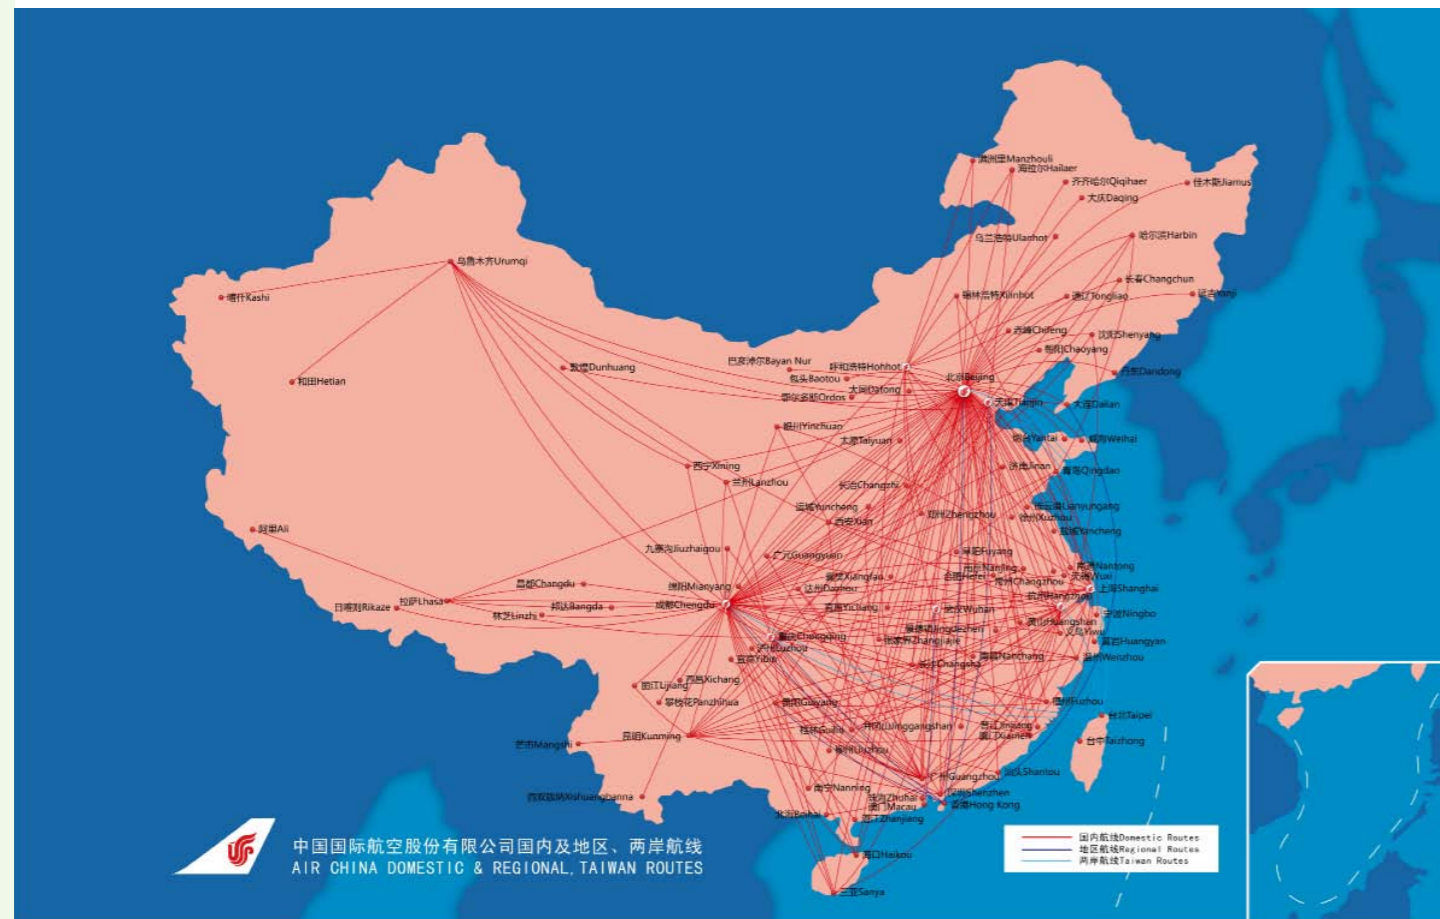 满洲里Manzhouli
海拉尔Hailaer
齐齐哈尔Qiqihaer
佳木斯Jiamus
大庆Daqing
乌兰浩特Ulanhot
哈尔滨Harbin
乌鲁木齐Urumqi
长春Changchun
喀什Kashi
锡林浩特Xilinhot
通辽Tongliao
延吉Yanji
赤峰Chifeng
沈阳Shenyang
朝阳Chaoyang
巴彦淖尔Bayan Nur
敦煌Dunhuang
呼和浩特Hohhot
丹东Dandong
包头Baotou
北京Beijing
和田Hetian
大同Datong
鄂尔多斯Ordos
天津Tianjin
大连Dalian
银川Yinchuan
太原Taiyuan
烟台Yantai
威海Weihai
西宁Xining
济南Jinan
青岛Qingdao
兰州Lanzhou
长治Changzhi
运城Yuncheng
郑州Zhengzhou
连云港Lianyungang
徐州Xuzhou
西安Xian
阿里Ali
盐城Yancheng
九寨沟Jiuzhaigou
广元Guangyuan
阜阳Fuyang
南京Nanjing
南通Nantong
昌都Changdu
绵阳Mianyang
襄樊Xiangfan
合肥Hefei
常州Changzhou
无锡Wuxi
达州Dazhou
上海Shanghai
杭州Hangzhou
日喀则Rikaze
拉萨Lhasa
邦达Bangda
成都Chengdu
宜昌Yichang
武汉Wuhan
林芝Linzhi
宁波Ningbo
黄山Huangshan
景德镇Jingdezhen
义乌Yiwu
重庆Chongqing
张家界Zhangjiajie
黄岩Huangyan
泸州Luzhou
宜宾Yibin
长沙Changsha
南昌Nanchang
温州Wenzhou
西昌Xichang
丽江Lijiang
攀枝花Panzhihua
贵阳Guiyang
福州Fuzhou
台北Taipei
桂林Guilin
井冈山Jinggangshan
晋江Jinjiang
昆明Kunming
厦门Xiamen
台中Taizhong
芒市Mangshi
柳州Liuzhou
汕头Shantou
广州Guangzhou
南宁Nanning
深圳Shenzhen
西双版纳Xishuangbanna
珠海Zhuhai
香港Hong Kong
澳门Macau
北海Beihai
湛江Zhanjiang
海口Haikou
三亚Sanya
中国国际航空股份有限公司国内及地区、两岸航线
AIR CHINA DOMESTIC & REGIONAL, TAIWAN ROUTES
国内航线Domestic Routes
地区航线Regional Routes
两岸航线Taiwan Routes